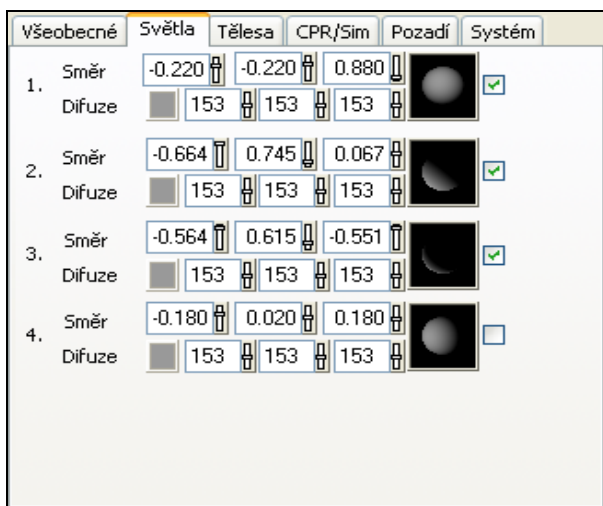 Všeobecné Světla Tělesa CPR/Sim Pozadí Systém
1. Směr -0.220 -0.220 0.880
Difuze 153 153 153
2. Směr -0.664 0.745 0.067
Difuze 153 153 153
3. Směr -0.564 0.615 -0.551
Difuze 153 153 153
4. Směr -0.180 0.020 0.180
Difuze 153 153 153